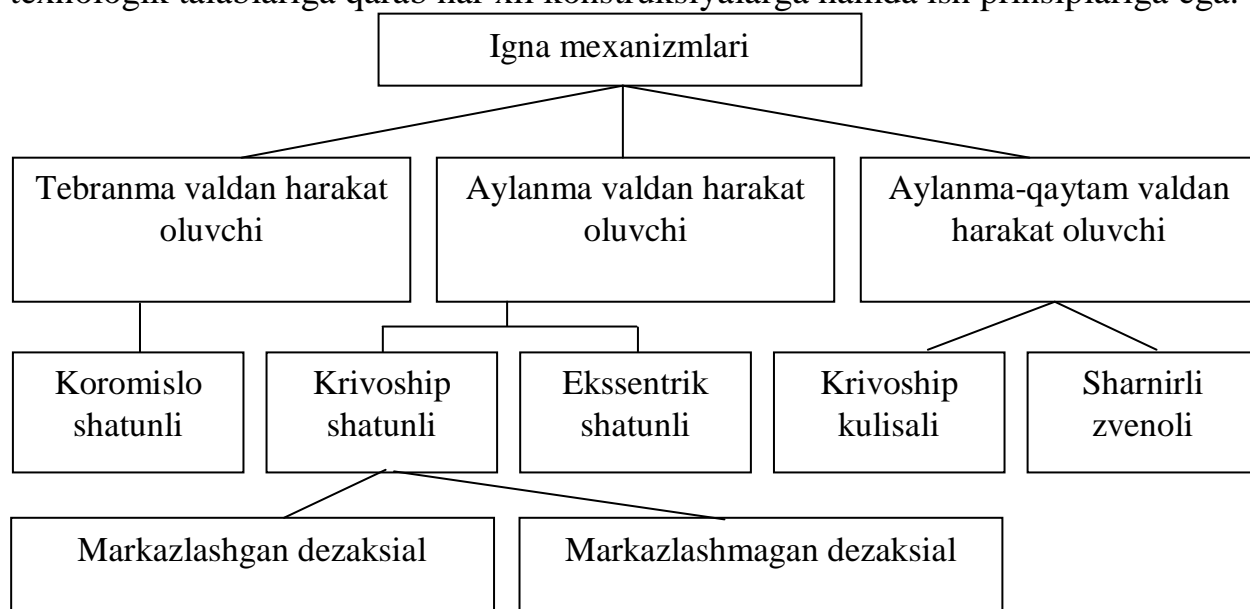 texnologik talablariga qarab har xil konstruksiyalarga hamda ish prinsiplariga ega.
Igna mexanizmlari
Tebranma valdan harakat
oluvchi
Aylanma valdan harakat
oluvchi
Aylanma-qaytam valdan
harakat oluvchi
Koromislo
shatunli
Krivoship
shatunli
Ekssentrik
shatunli
Krivoship
kulisali
Sharnirli
zvenoli
Markazlashgan dezaksial
Markazlashmagan dezaksial